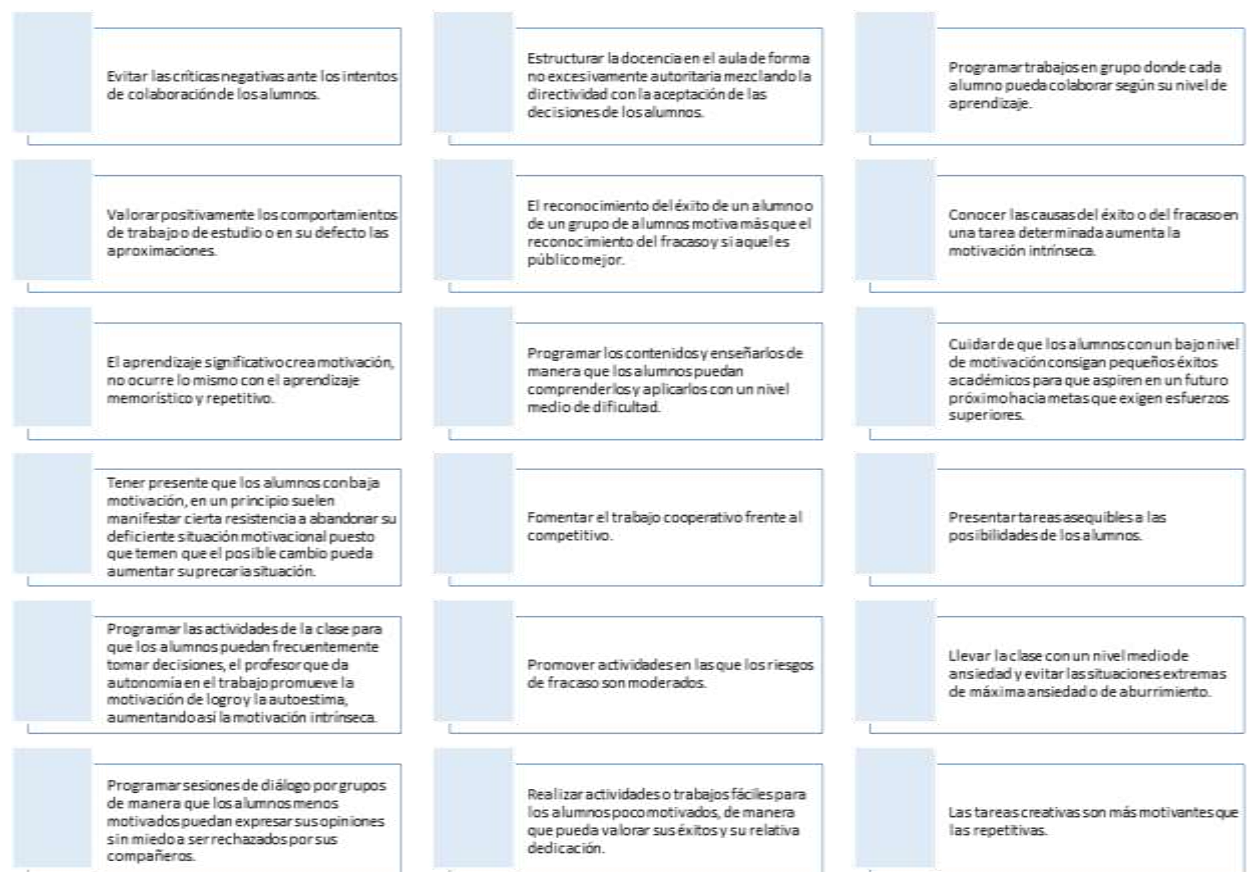 Evitar las críticas negativas ante los intentos
de colaboración de los alumnos.
Estructurar la docencia en el aula de forma
no excesivamente autoritaria mezclando la
directividad con la aceptación de las
decisiones de los alumnos.
Programar trabajos en grupo donde cada
alumno pueda colaborar según su nivel de
aprendizaje.
Valorar positivamente los comportamientos
de trabajo o de estudio o en su defecto las
aproximaciones.
El reconocimiento del éxito de un alumno o
de un grupo de alumnos motiva más que el
reconocimiento del fracaso y si aquel es
público mejor.
Conocer las causas del éxito o del fracaso en
una tarea determinada aumenta la
motivación intrínseca.
El aprendizaje significativo crea motivación,
no ocurre lo mismo con el aprendizaje
memorístico y repetitivo.
Programar los contenidos y enseñarlos de
manera que los alumnos puedan
comprenderlos y aplicarlos con un nivel
medio de dificultad.
Cuidar de que los alumnos con un bajo nivel
de motivación consigan pequeños éxitos
académicos para que aspiren en un futuro
próximo hacia metas que exigen esfuerzos
superiores.
Tener presente que los alumnos con baja
motivación, en un principio suelen
manifestar cierta resistencia a abandonar su
deficiente situación motivacional puesto
que temen que el posible cambio pueda
aumentar su precaria situación.
Fomentar el trabajo cooperativo frente al
competitivo.
Presentar tareas asequibles a las
posibilidades de los alumnos.
Programar las actividades de la clase para
que los alumnos puedan frecuentemente
tomar decisiones, el profesor que da
autonomía en el trabajo promueve la
motivación de logro y la autoestima,
aumentando así la motivación intrínseca.
Promover actividades en las que los riesgos
de fracaso son moderados.
Llevar la clase con un nivel medio de
ansiedad y evitar las situaciones extremas
de máxima ansiedad o de aburrimiento.
Programar sesiones de diálogo por grupos
de manera que los alumnos menos
motivados puedan expresar sus opiniones
sin miedo a ser rechazados por sus
compañeros.
Realizar actividades o trabajos fáciles para
los alumnos poco motivados, de manera
que pueda valorar sus éxitos y su relativa
dedicación.
Las tareas creativas son más motivantes que
las repetitivas.